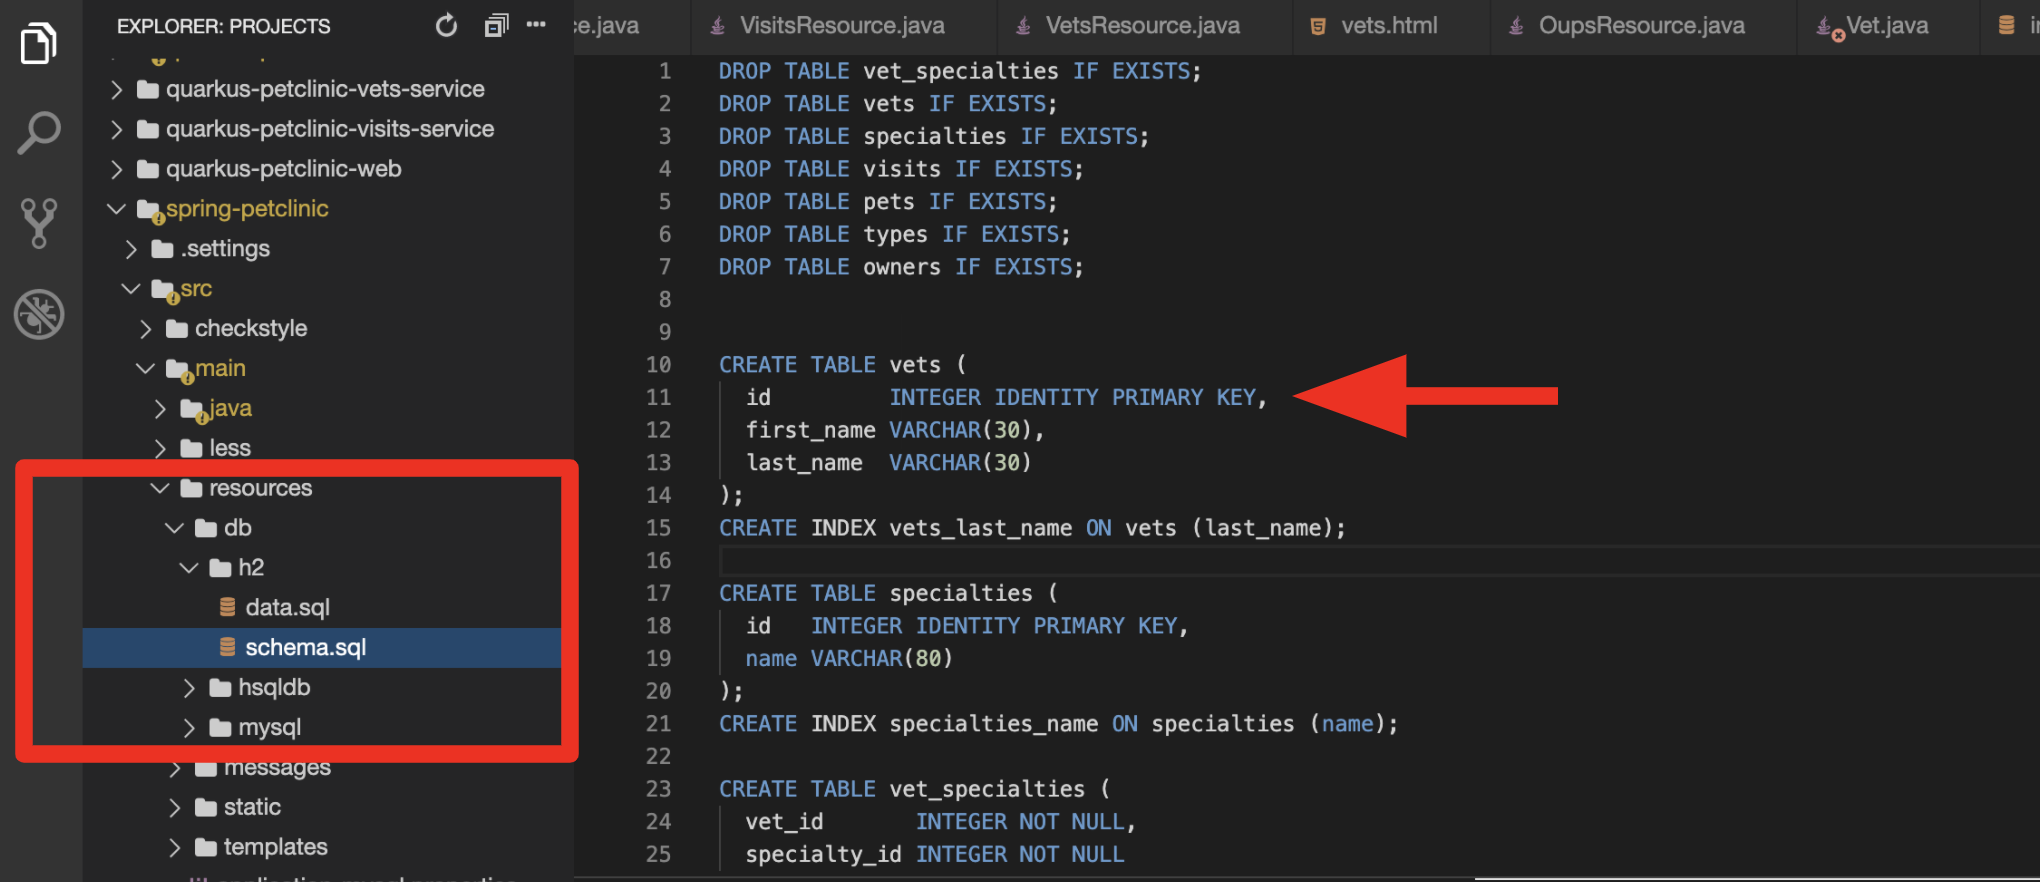 EXPLORER: PROJECTS
quarkus-petclinic-vets-service
quarkus-petclinic-visits-service
quarkus-petclinic-web
spring-petclinic
.settings
src
checkstyle
main
java
less
resources
db
h2
data.sql
schema.sql
hsqldb
mysql
messages
static
templates
ce.java
VisitsResource.java
VetsResource.java
vets.html
OupsResource.java
Vet.java
1 DROP TABLE vet_specialties IF EXISTS;
2 DROP TABLE vets IF EXISTS;
3 DROP TABLE specialties IF EXISTS;
4 DROP TABLE visits IF EXISTS;
5 DROP TABLE pets IF EXISTS;
6 DROP TABLE types IF EXISTS;
7 DROP TABLE owners IF EXISTS;
8
9
10 CREATE TABLE vets (
11 id INTEGER IDENTITY PRIMARY KEY,
12 first_name VARCHAR(30),
13 last_name VARCHAR(30)
14 );
15 CREATE INDEX vets_last_name ON vets (last_name);
16
17 CREATE TABLE specialties (
18 id INTEGER IDENTITY PRIMARY KEY,
19 name VARCHAR(80)
20 );
21 CREATE INDEX specialties_name ON specialties (name);
22
23 CREATE TABLE vet_specialties (
24 vet_id INTEGER NOT NULL,
25 specialty_id INTEGER NOT NULL